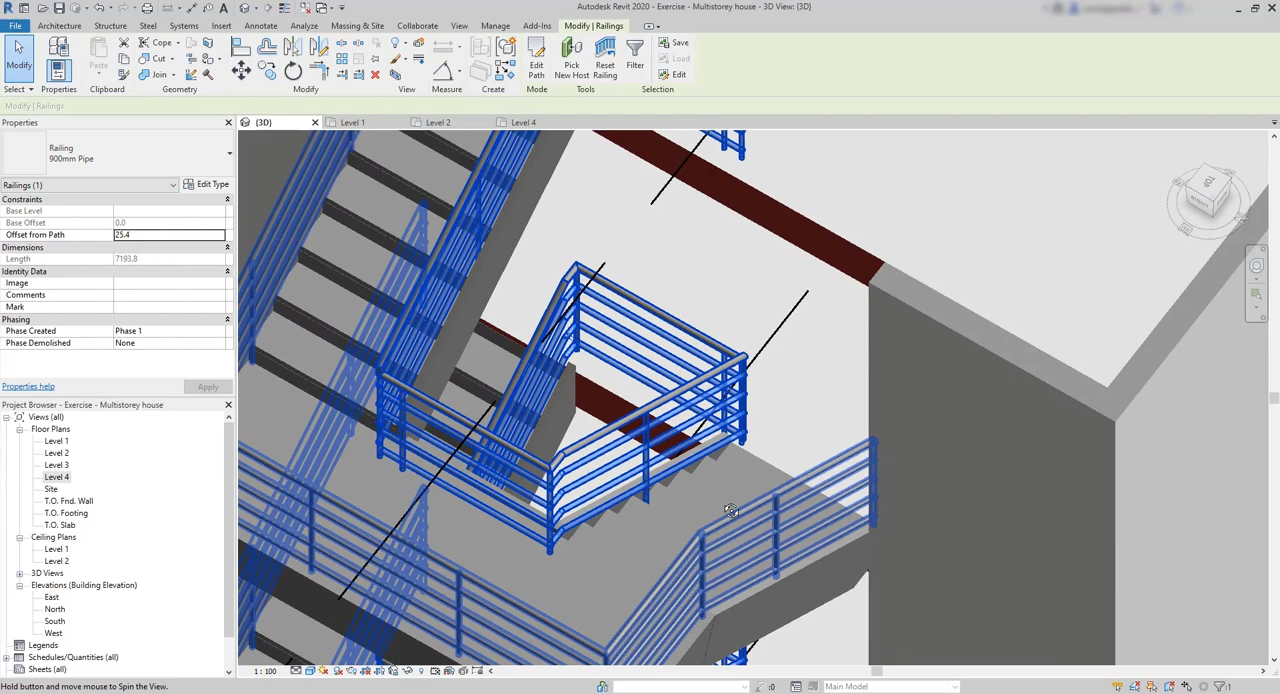 Autodesk Revit 2020 - Exercise - Multistorey house - 3D View: {3D}
File Architecture Structure Steel Systems Insert Annotate Analyze Massing & Site Collaborate View Manage Add-Ins Modify | Railings
Modify
Properties
Paste
Cope
Cut
Join
Edit Path
Pick New Host
Reset Railing
Filter
Save
Load
Edit
Select Properties Clipboard Geometry Modify View Measure Create Mode Tools Selection
Modify | Railings
Properties
{3D} Level 1 Level 2 Level 4
Railing
900mm Pipe
Railings (1) Edit Type
Constraints
Base Level
Base Offset 0.0
Offset from Path 25.4
Dimensions
Length 7193.8
Identity Data
Image
Comments
Mark
Phasing
Phase Created Phase 1
Phase Demolished None
Properties help Apply
Project Browser - Exercise - Multistorey house
Views (all)
Floor Plans
Level 1
Level 2
Level 3
Level 4
Site
T.O. Fnd. Wall
T.O. Footing
T.O. Slab
Ceiling Plans
Level 1
Level 2
3D Views
Elevations (Building Elevation)
East
North
South
West
Legends
Schedules/Quantities (all)
Sheets (all)
TOP
1 : 100
Hold button and move mouse to Spin the View.
:0 Main Model :1